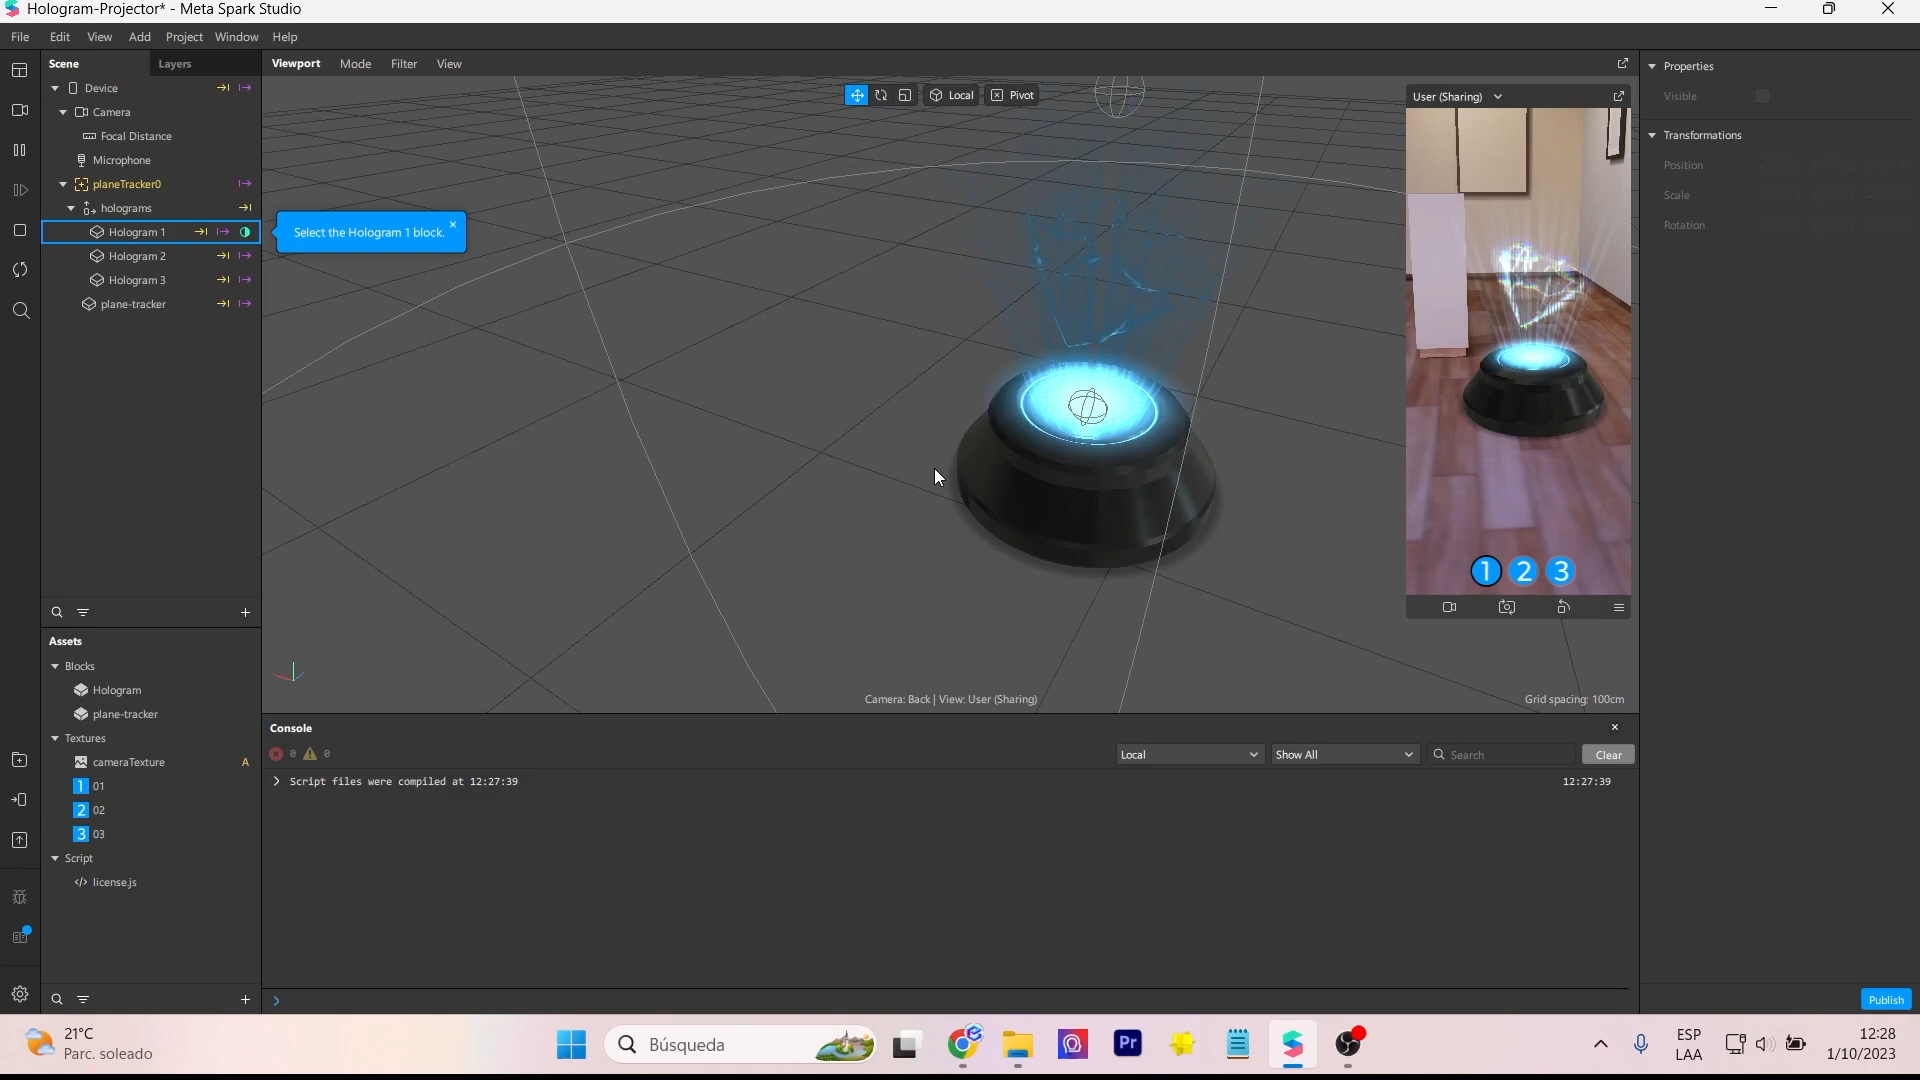 Hologram-Projector* - Meta Spark Studio
File Edit View Add Project Window Help
Scene Layers
Device
Camera
Focal Distance
Microphone
planeTracker0
holograms
Hologram 1
Hologram 2
Hologram 3
plane-tracker
Select the Hologram 1 block.
Viewport Mode Filter View
Local Pivot
User (Sharing)
1 2 3
Camera: Back | View: User (Sharing)
Grid spacing: 100cm
Properties
Visible
Transformations
Position
Scale
Rotation
Assets
Blocks
Hologram
plane-tracker
Textures
cameraTexture A
1 01
2 02
3 03
Script
license.js
Console
0 0
Local Show All Search Clear
Script files were compiled at 12:27:39 12:27:39
Publish
21°C
Parc. soleado
Búsqueda
Pr
ESP
LAA
12:28
1/10/2023